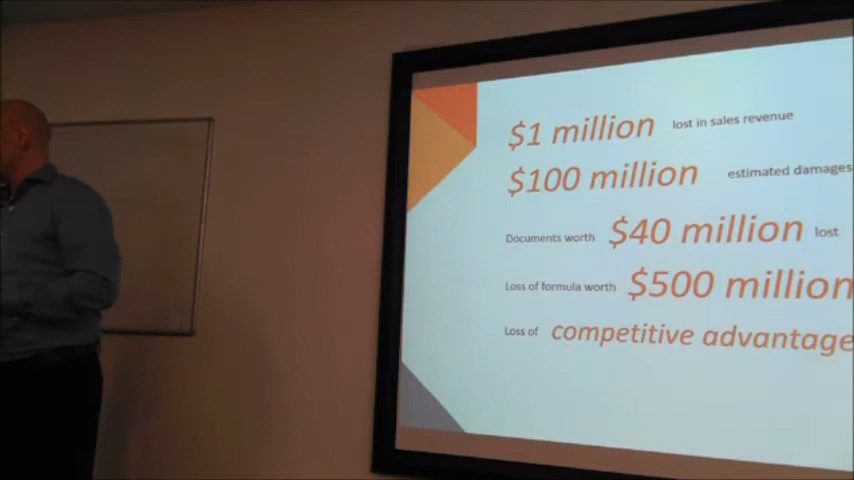 $1 million lost in sales revenue
$100 million estimated damages
Documents worth $40 million lost
Loss of formula worth $500 million
Loss of competitive advantage